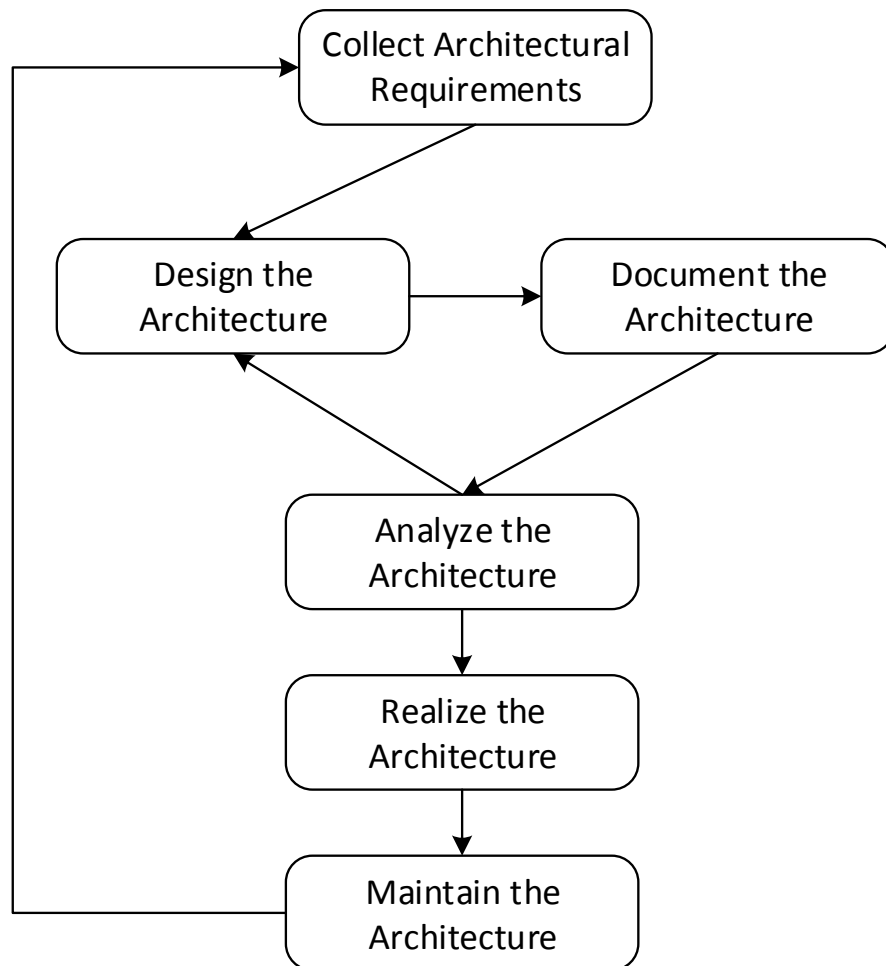 Collect Architectural
Requirements
Design the
Architecture
Document the
Architecture
Analyze the
Architecture
Realize the
Architecture
Maintain the
Architecture